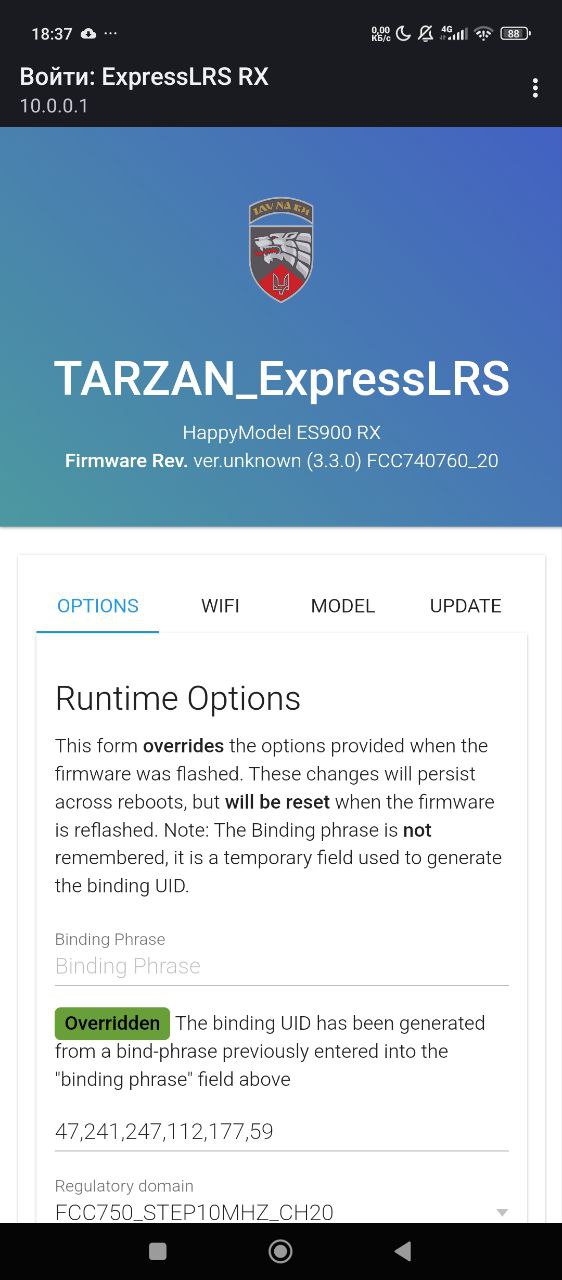 18:37 ...
0,00
КБ/с
4G
88
Войти: ExpressLRS RX
10.0.0.1
TARZAN_ExpressLRS
HappyModel ES900 RX
Firmware Rev. ver.unknown (3.3.0) FCC740760_20
OPTIONS WIFI MODEL UPDATE
Runtime Options
This form overrides the options provided when the
firmware was flashed. These changes will persist
across reboots, but will be reset when the firmware
is reflashed. Note: The Binding phrase is not
remembered, it is a temporary field used to generate
the binding UID.
Binding Phrase
Binding Phrase
Overridden The binding UID has been generated
from a bind-phrase previously entered into the
"binding phrase" field above
47,241,247,112,177,59
Regulatory domain
FCC750_STEP10MHZ_CH20